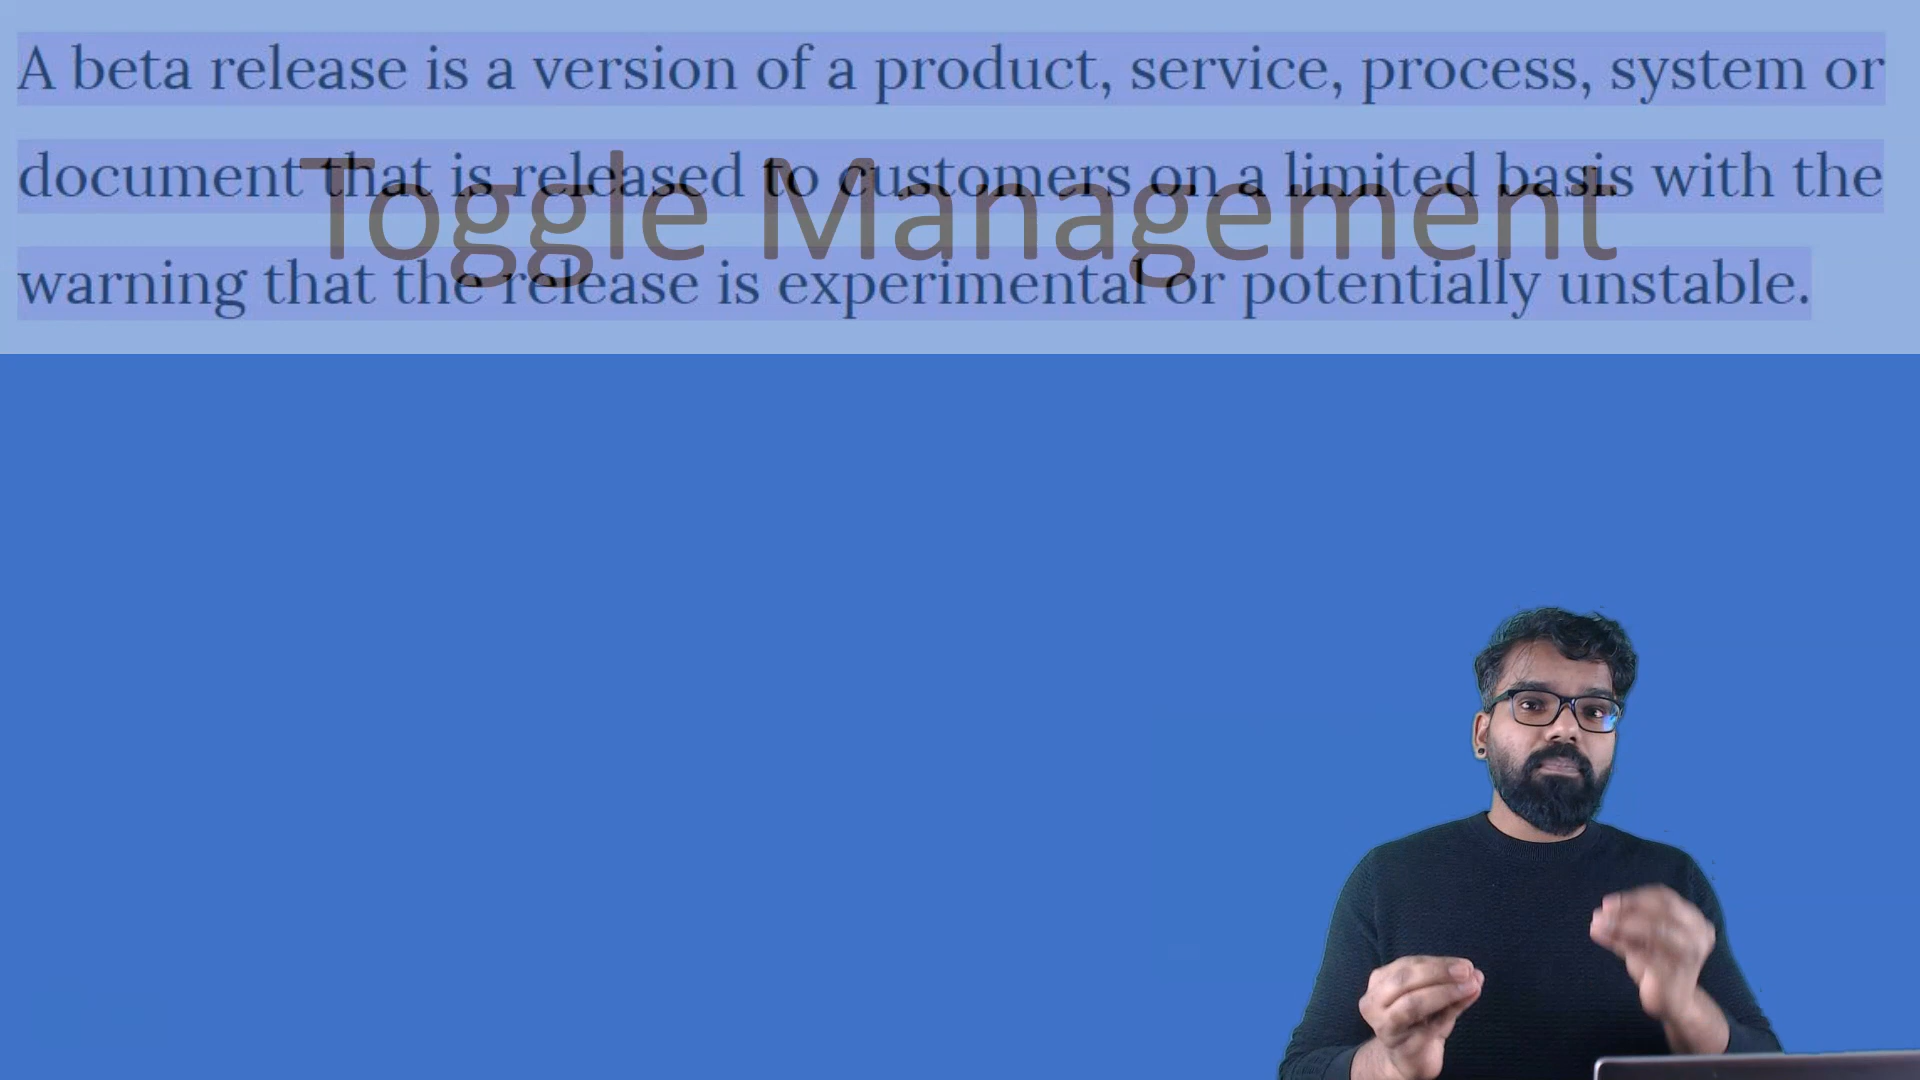 A beta release is a version of a product, service, process, system or
document that is released to customers on a limited basis with the
warning that the release is experimental or potentially unstable.
Toggle Management